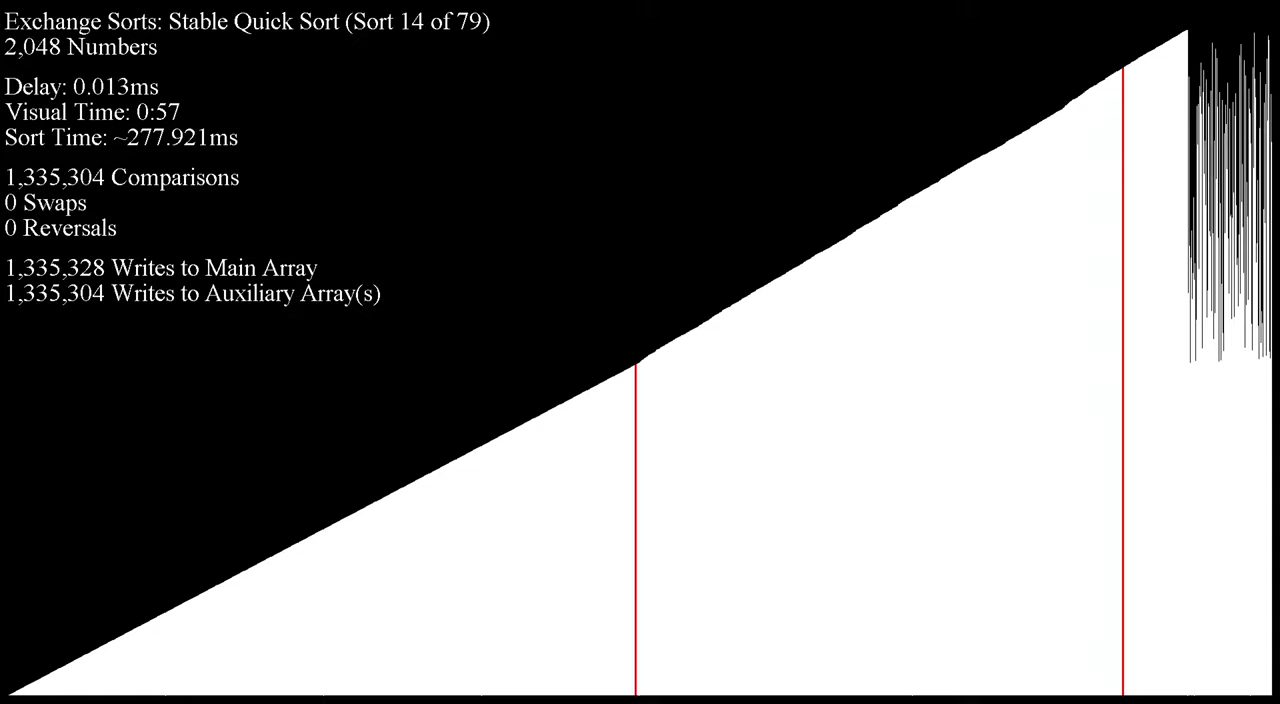 Exchange Sorts: Stable Quick Sort (Sort 14 of 79)
2,048 Numbers
Delay: 0.013ms
Visual Time: 0:57
Sort Time: ~277.921ms
1,335,304 Comparisons
0 Swaps
0 Reversals
1,335,328 Writes to Main Array
1,335,304 Writes to Auxiliary Array(s)